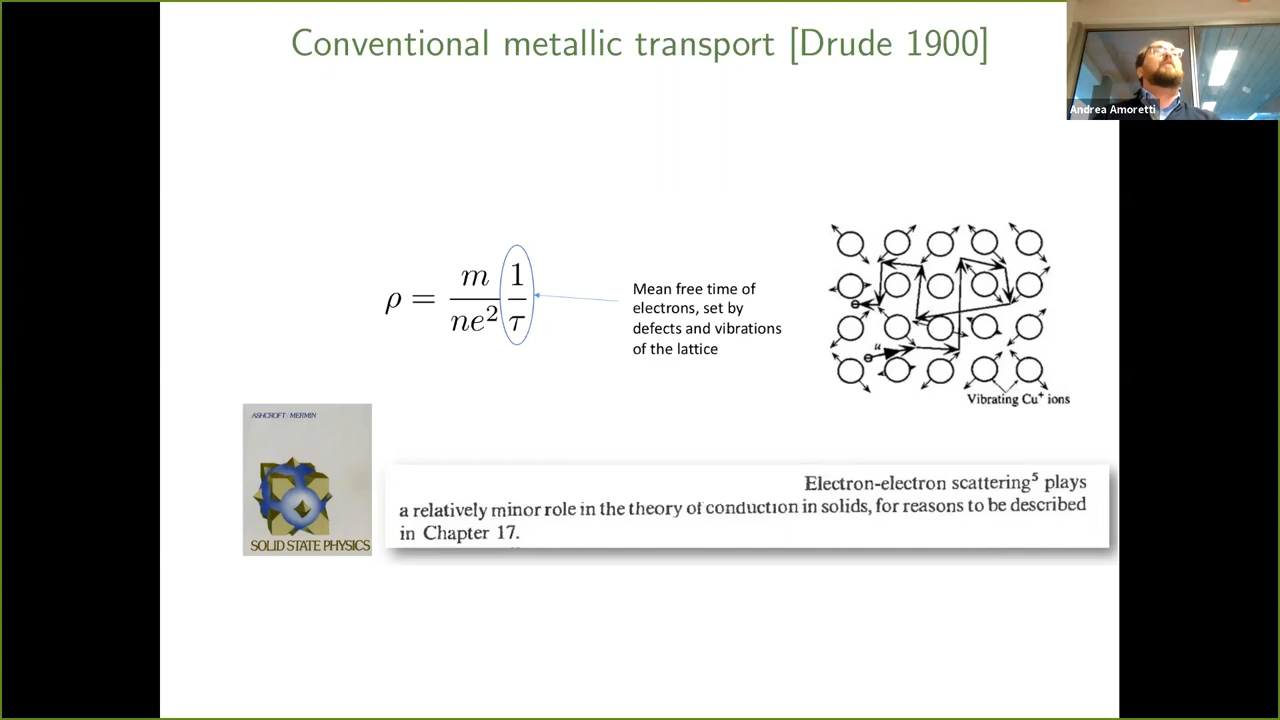 Conventional metallic transport [Drude 1900]
Andrea Amoretti
ρ = m/ne² 1/τ
Mean free time of
electrons, set by
defects and vibrations
of the lattice
u
Vibrating Cu⁺ ions
ASHCROFT/MERMIN
SOLID STATE PHYSICS
Electron-electron scattering⁵ plays
a relatively minor role in the theory of conduction in solids, for reasons to be described
in Chapter 17.